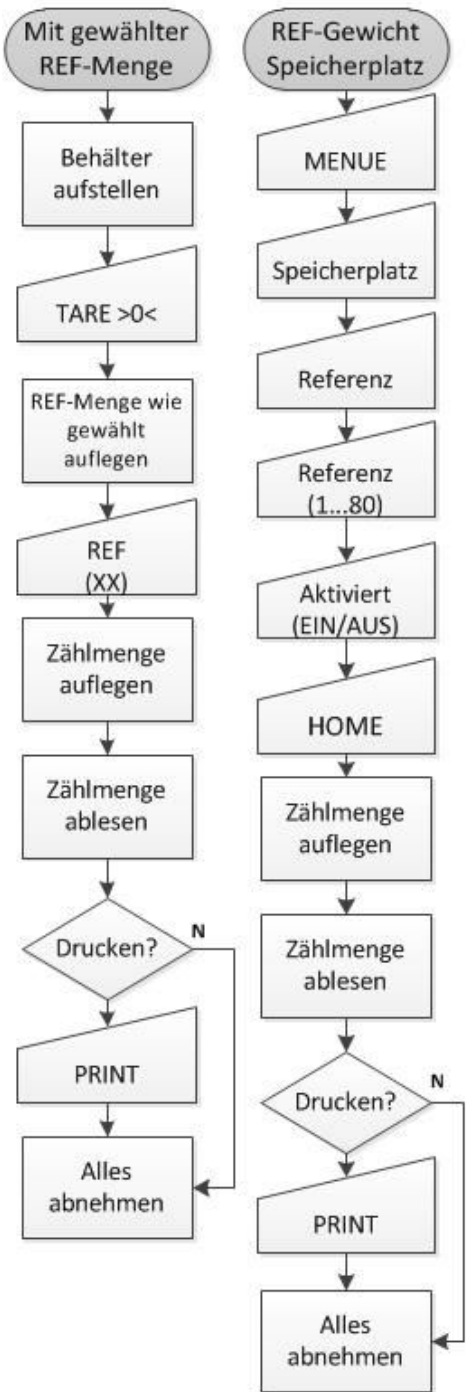 Mit gewählter
REF-Menge
Behälter
aufstellen
TARE >0<
REF-Menge wie
gewählt
auflegen
REF
(XX)
Zählmenge
auflegen
Zählmenge
ablesen
Drucken?
N
PRINT
Alles
abnehmen
REF-Gewicht
Speicherplatz
MENUE
Speicherplatz
Referenz
Referenz
(1...80)
Aktiviert
(EIN/AUS)
HOME
Zählmenge
auflegen
Zählmenge
ablesen
Drucken?
N
PRINT
Alles
abnehmen